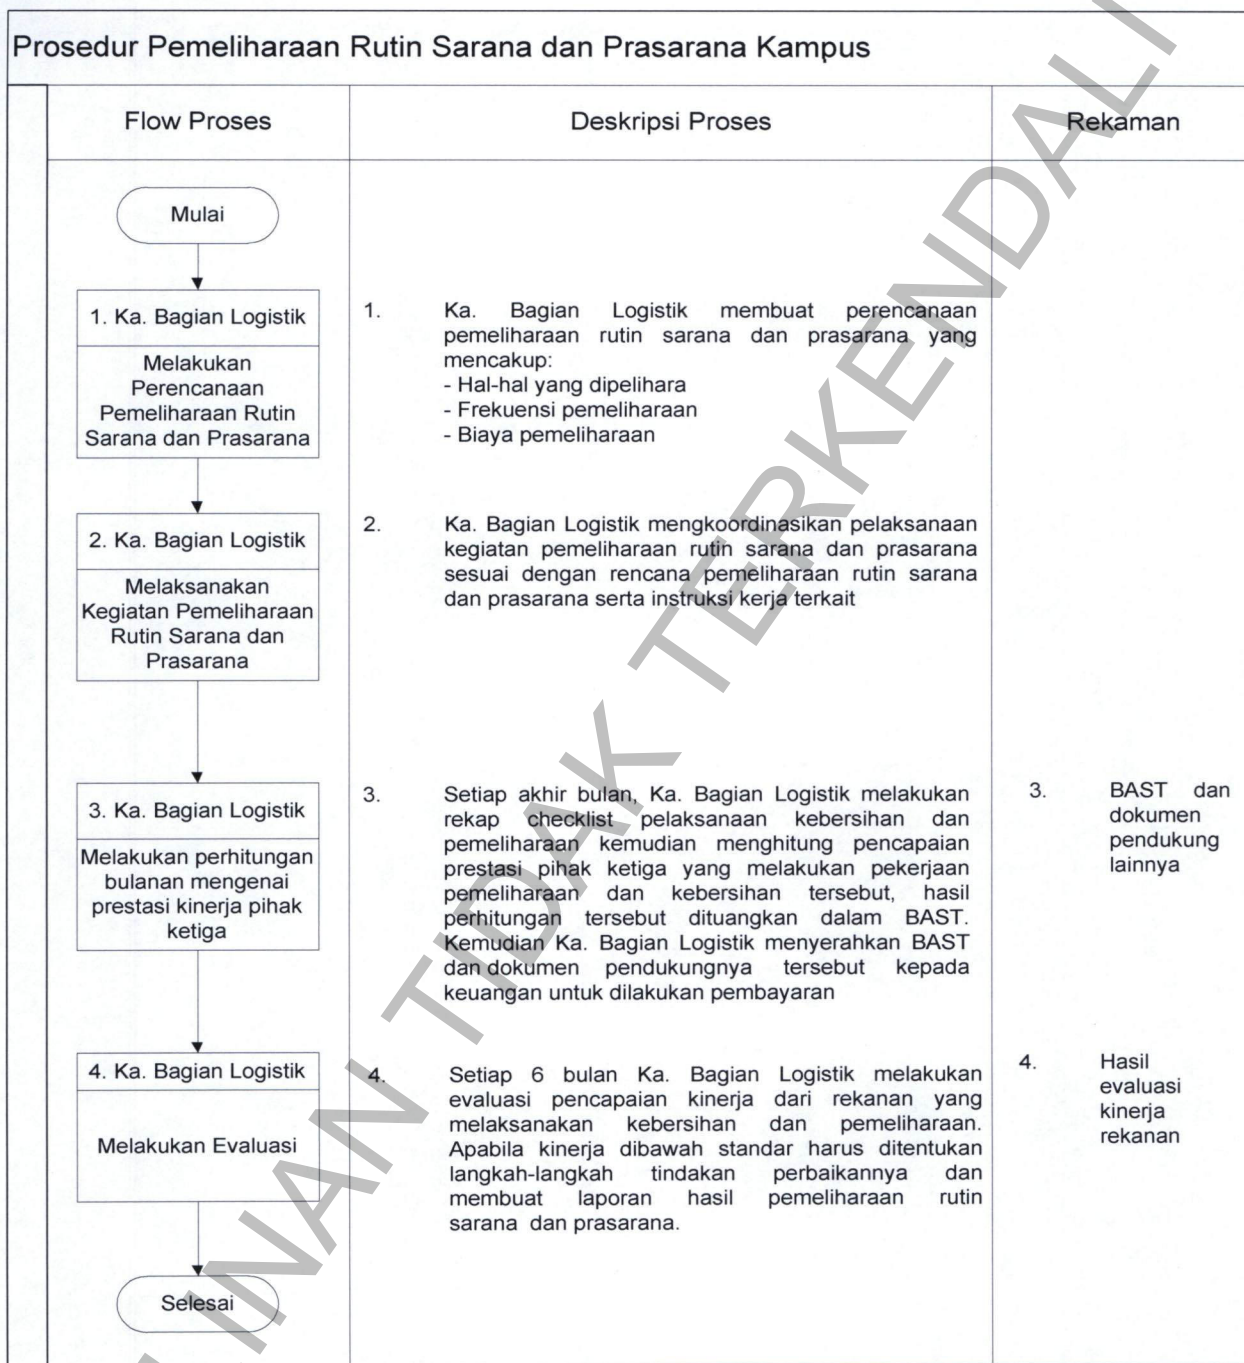 Prosedur Pemeliharaan Rutin Sarana dan Prasarana Kampus
Flow Proses
Deskripsi Proses
Rekaman
Mulai
1. Ka. Bagian Logistik
Melakukan
Perencanaan
Pemeliharaan Rutin
Sarana dan Prasarana
1. Ka. Bagian Logistik membuat perencanaan
pemeliharaan rutin sarana dan prasarana yang
mencakup:
- Hal-hal yang dipelihara
- Frekuensi pemeliharaan
- Biaya pemeliharaan
2. Ka. Bagian Logistik
Melaksanakan
Kegiatan Pemeliharaan
Rutin Sarana dan
Prasarana
2. Ka. Bagian Logistik mengkoordinasikan pelaksanaan
kegiatan pemeliharaan rutin sarana dan prasarana
sesuai dengan rencana pemeliharaan rutin sarana
dan prasarana serta instruksi kerja terkait
3. Ka. Bagian Logistik
Melakukan perhitungan
bulanan mengenai
prestasi kinerja pihak
ketiga
3. Setiap akhir bulan, Ka. Bagian Logistik melakukan
rekap checklist pelaksanaan kebersihan dan
pemeliharaan kemudian menghitung pencapaian
prestasi pihak ketiga yang melakukan pekerjaan
pemeliharaan dan kebersihan tersebut, hasil
perhitungan tersebut dituangkan dalam BAST.
Kemudian Ka. Bagian Logistik menyerahkan BAST
dan dokumen pendukungnya tersebut kepada
keuangan untuk dilakukan pembayaran
3. BAST dan
dokumen
pendukung
lainnya
4. Ka. Bagian Logistik
Melakukan Evaluasi
4. Setiap 6 bulan Ka. Bagian Logistik melakukan
evaluasi pencapaian kinerja dari rekanan yang
melaksanakan kebersihan dan pemeliharaan.
Apabila kinerja dibawah standar harus ditentukan
langkah-langkah tindakan perbaikannya dan
membuat laporan hasil pemeliharaan rutin
sarana dan prasarana.
4. Hasil
evaluasi
kinerja
rekanan
Selesai
INAN TIDAK TERKENDALI